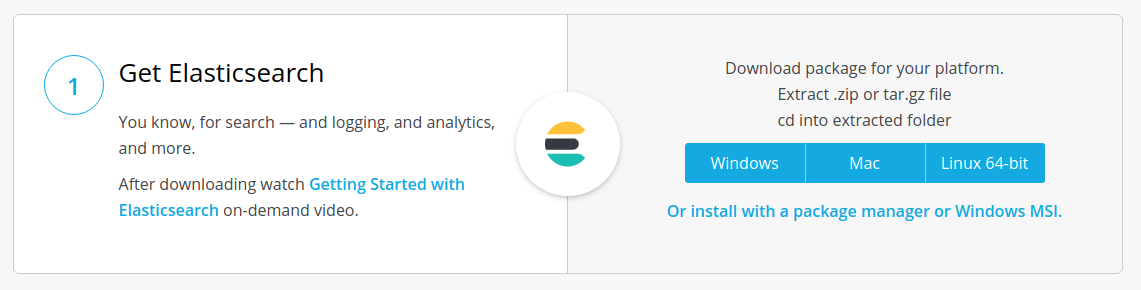 1
Get Elasticsearch
You know, for search — and logging, and analytics,
and more.
After downloading watch Getting Started with
Elasticsearch on-demand video.
Download package for your platform.
Extract .zip or tar.gz file
cd into extracted folder
Windows
Mac
Linux 64-bit
Or install with a package manager or Windows MSI.